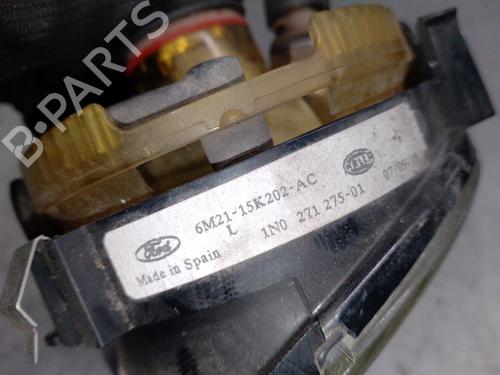 B-PARTS
Ford
6M21-15K202-AC
L
1N0 271 275-01
Made in Spain
HELLA